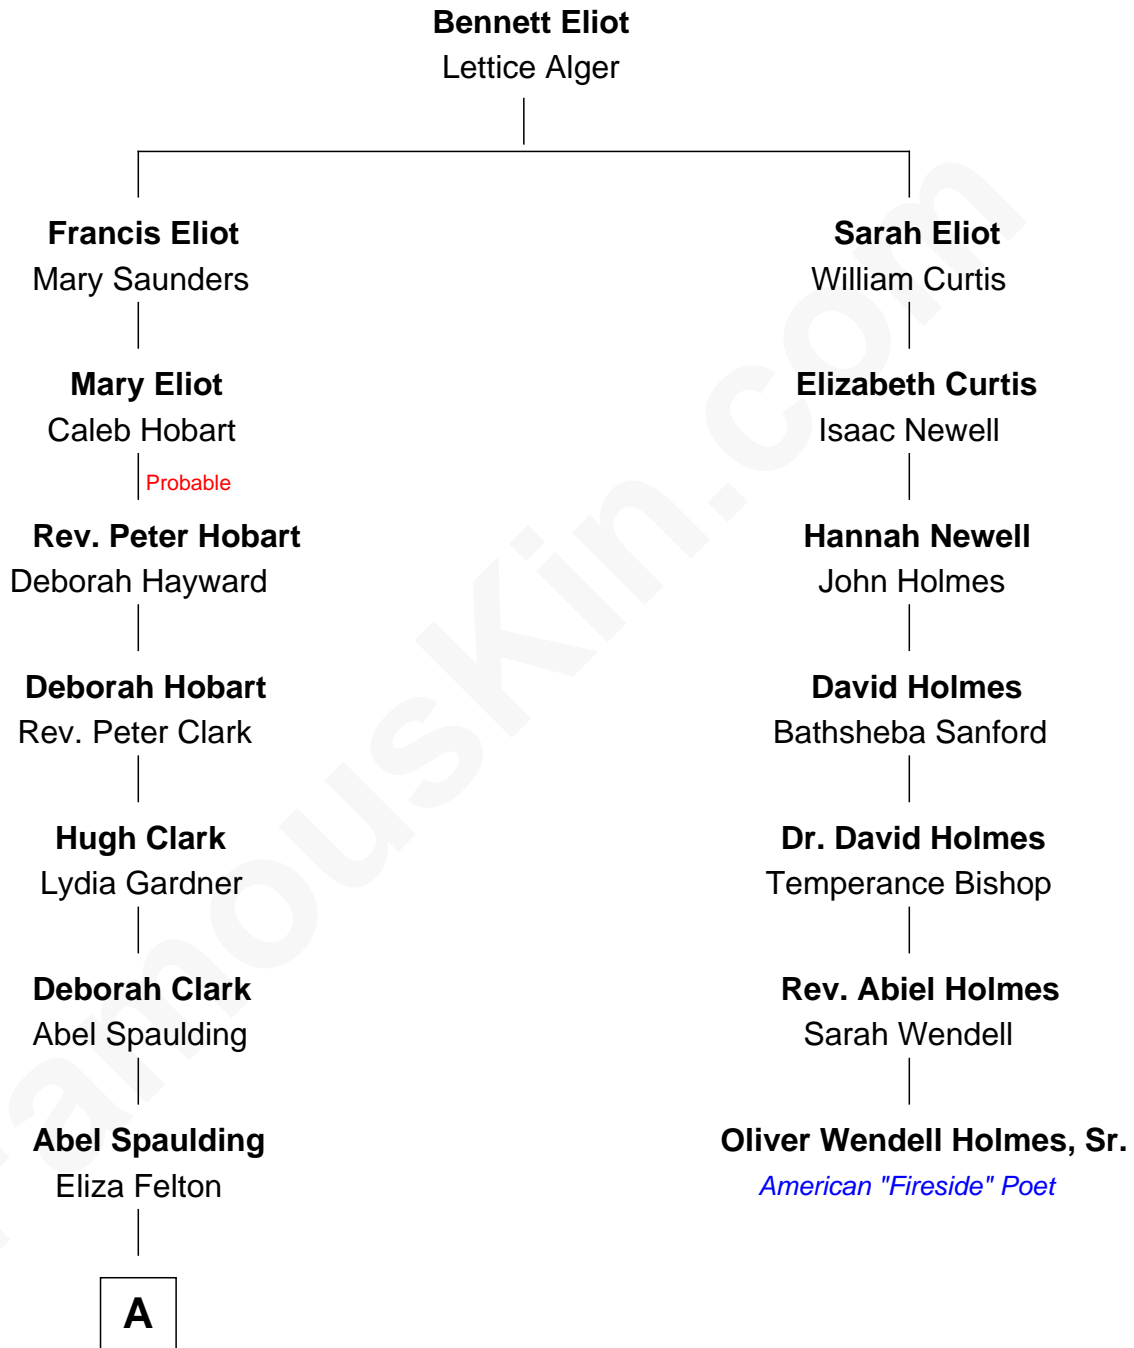 Bennett Eliot
Lettice Alger
Francis Eliot
Mary Saunders
Sarah Eliot
William Curtis
Mary Eliot
Caleb Hobart
Elizabeth Curtis
Isaac Newell
Probable
Rev. Peter Hobart
Deborah Hayward
Hannah Newell
John Holmes
Deborah Hobart
Rev. Peter Clark
David Holmes
Bathsheba Sanford
Hugh Clark
Lydia Gardner
Dr. David Holmes
Temperance Bishop
Deborah Clark
Abel Spaulding
Rev. Abiel Holmes
Sarah Wendell
Abel Spaulding
Eliza Felton
Oliver Wendell Holmes, Sr.
American "Fireside" Poet
A
FamousKin.com